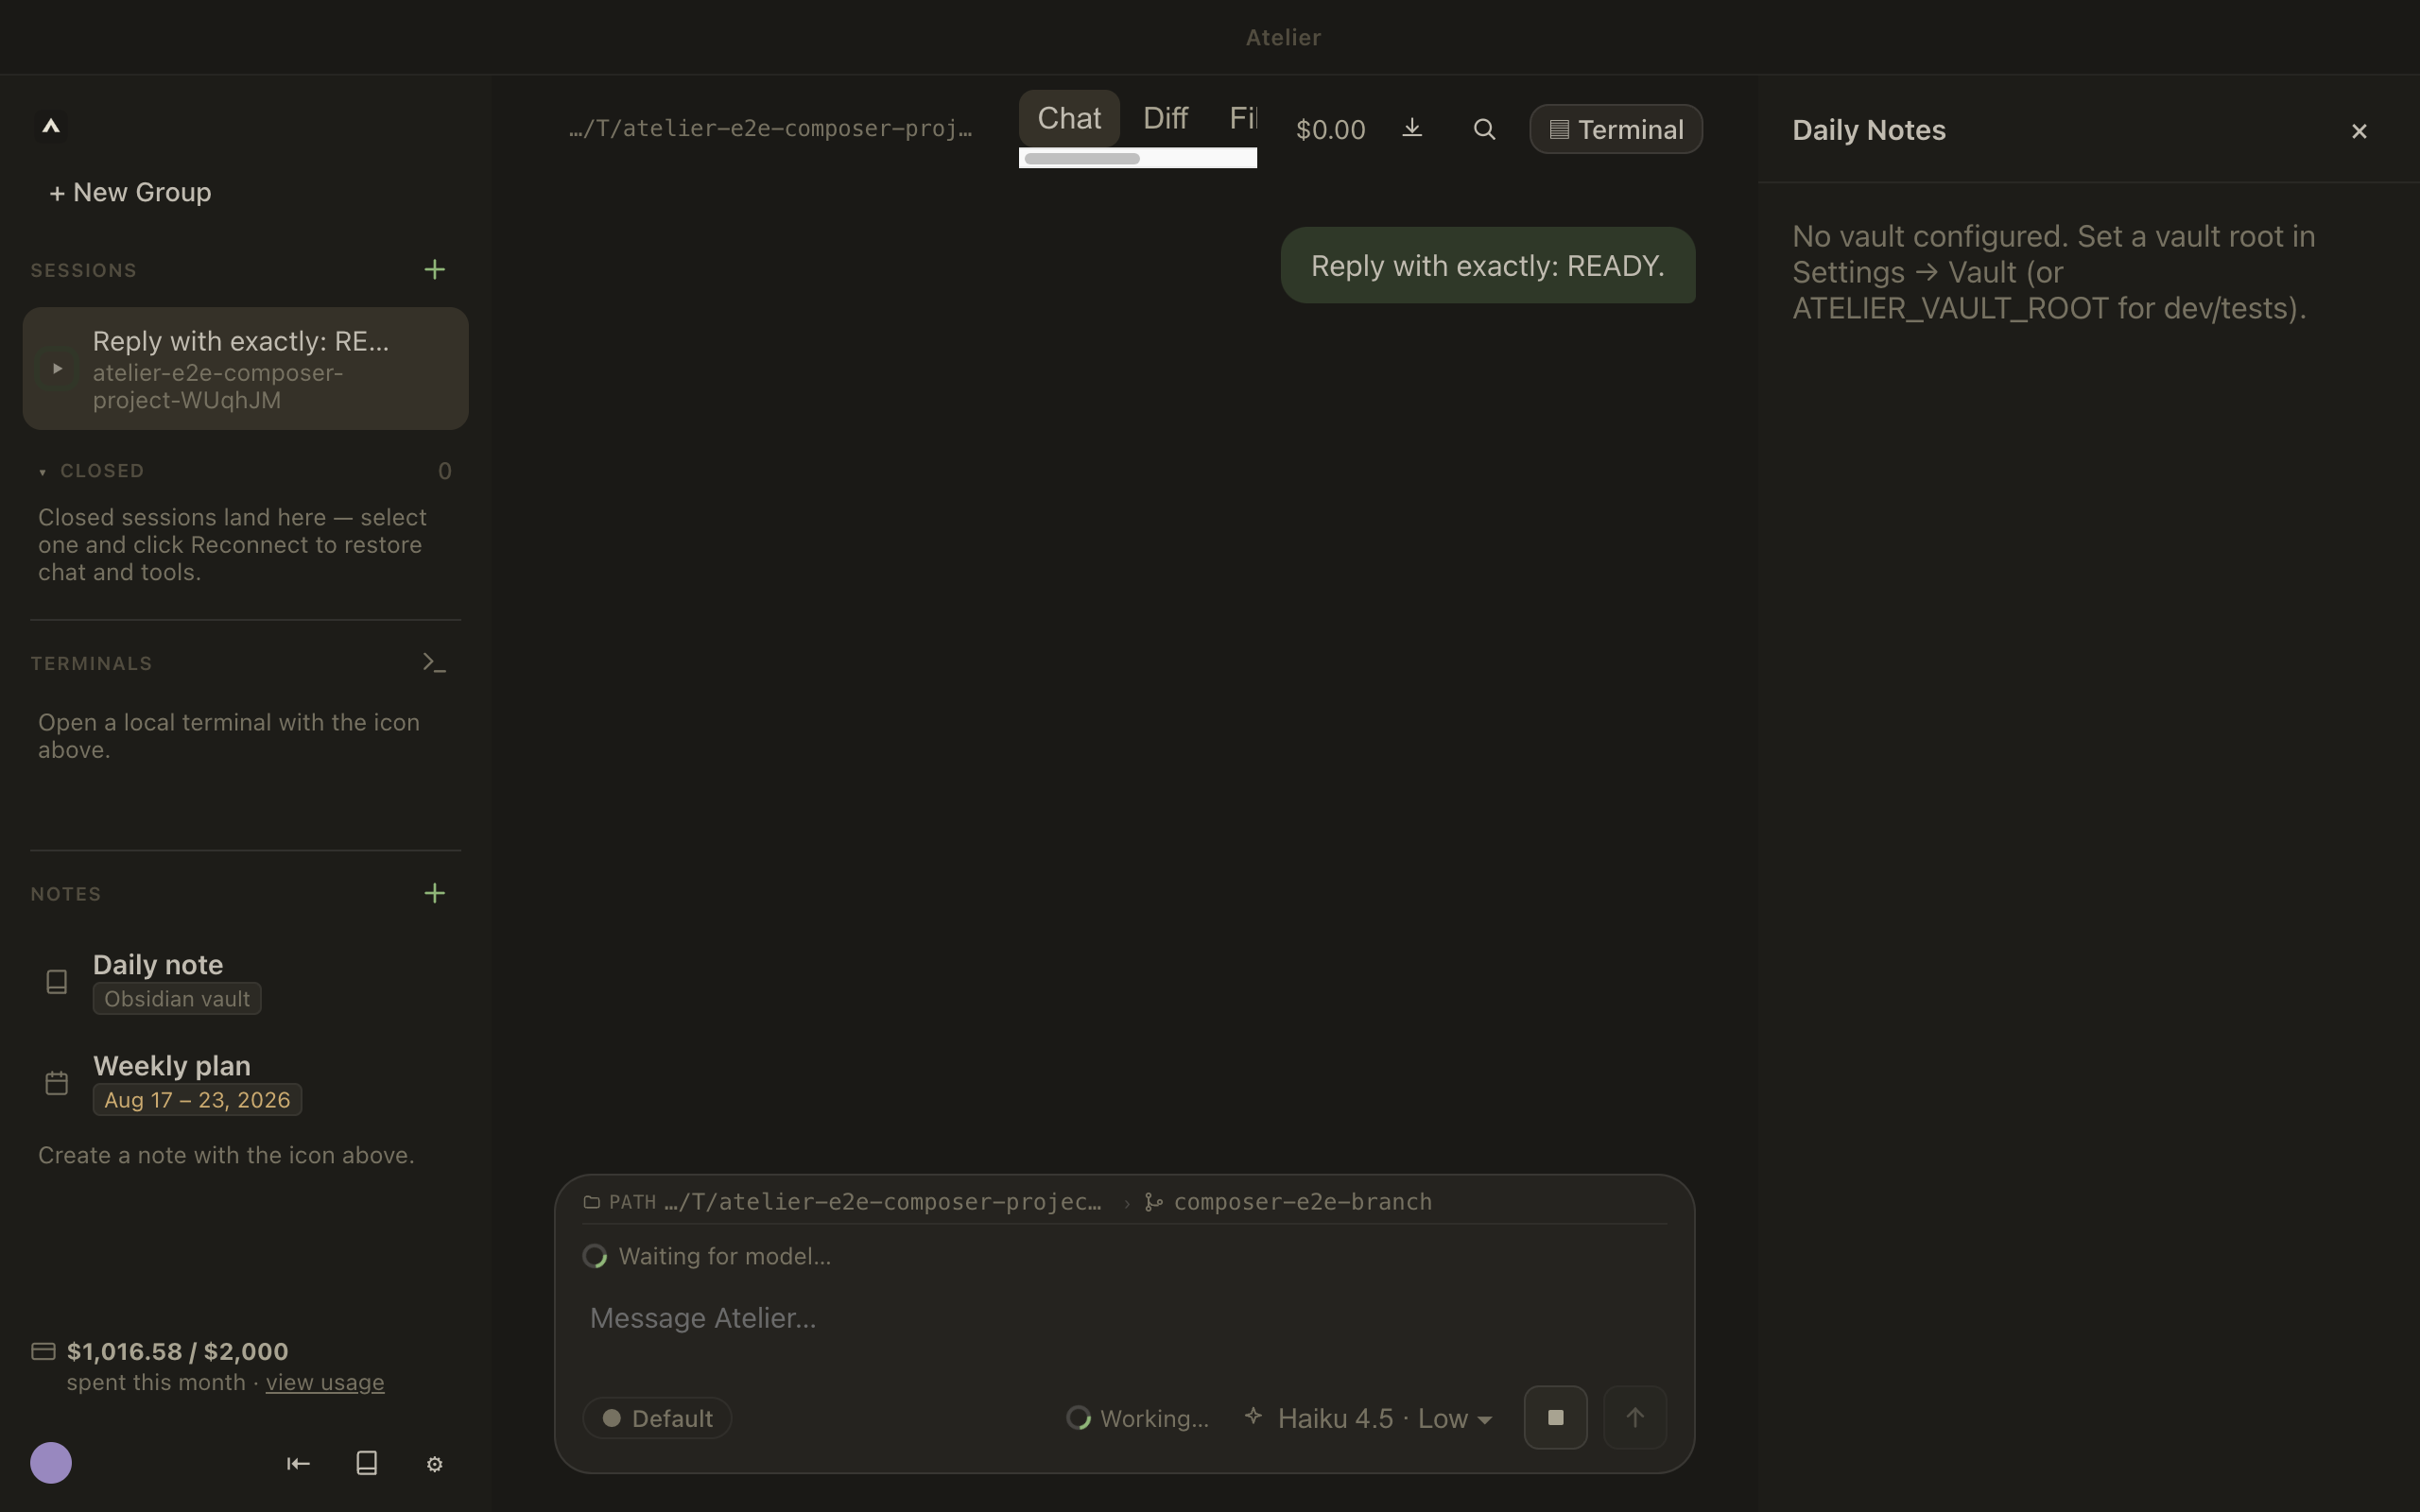 Atelier
+ New Group
SESSIONS
Reply with exactly: RE…
atelier-e2e-composer-
project-WUqhJM
CLOSED 0
Closed sessions land here — select
one and click Reconnect to restore
chat and tools.
TERMINALS
Open a local terminal with the icon
above.
NOTES
Daily note
Obsidian vault
Weekly plan
Aug 17 – 23, 2026
Create a note with the icon above.
$1,016.58 / $2,000
spent this month · view usage
…/T/atelier-e2e-composer-proj…
Chat Diff Fil
$0.00
Terminal
Reply with exactly: READY.
PATH …/T/atelier-e2e-composer-projec… › composer-e2e-branch
Waiting for model…
Message Atelier…
Default
Working…
Haiku 4.5 · Low
Daily Notes
No vault configured. Set a vault root in
Settings → Vault (or
ATELIER_VAULT_ROOT for dev/tests).